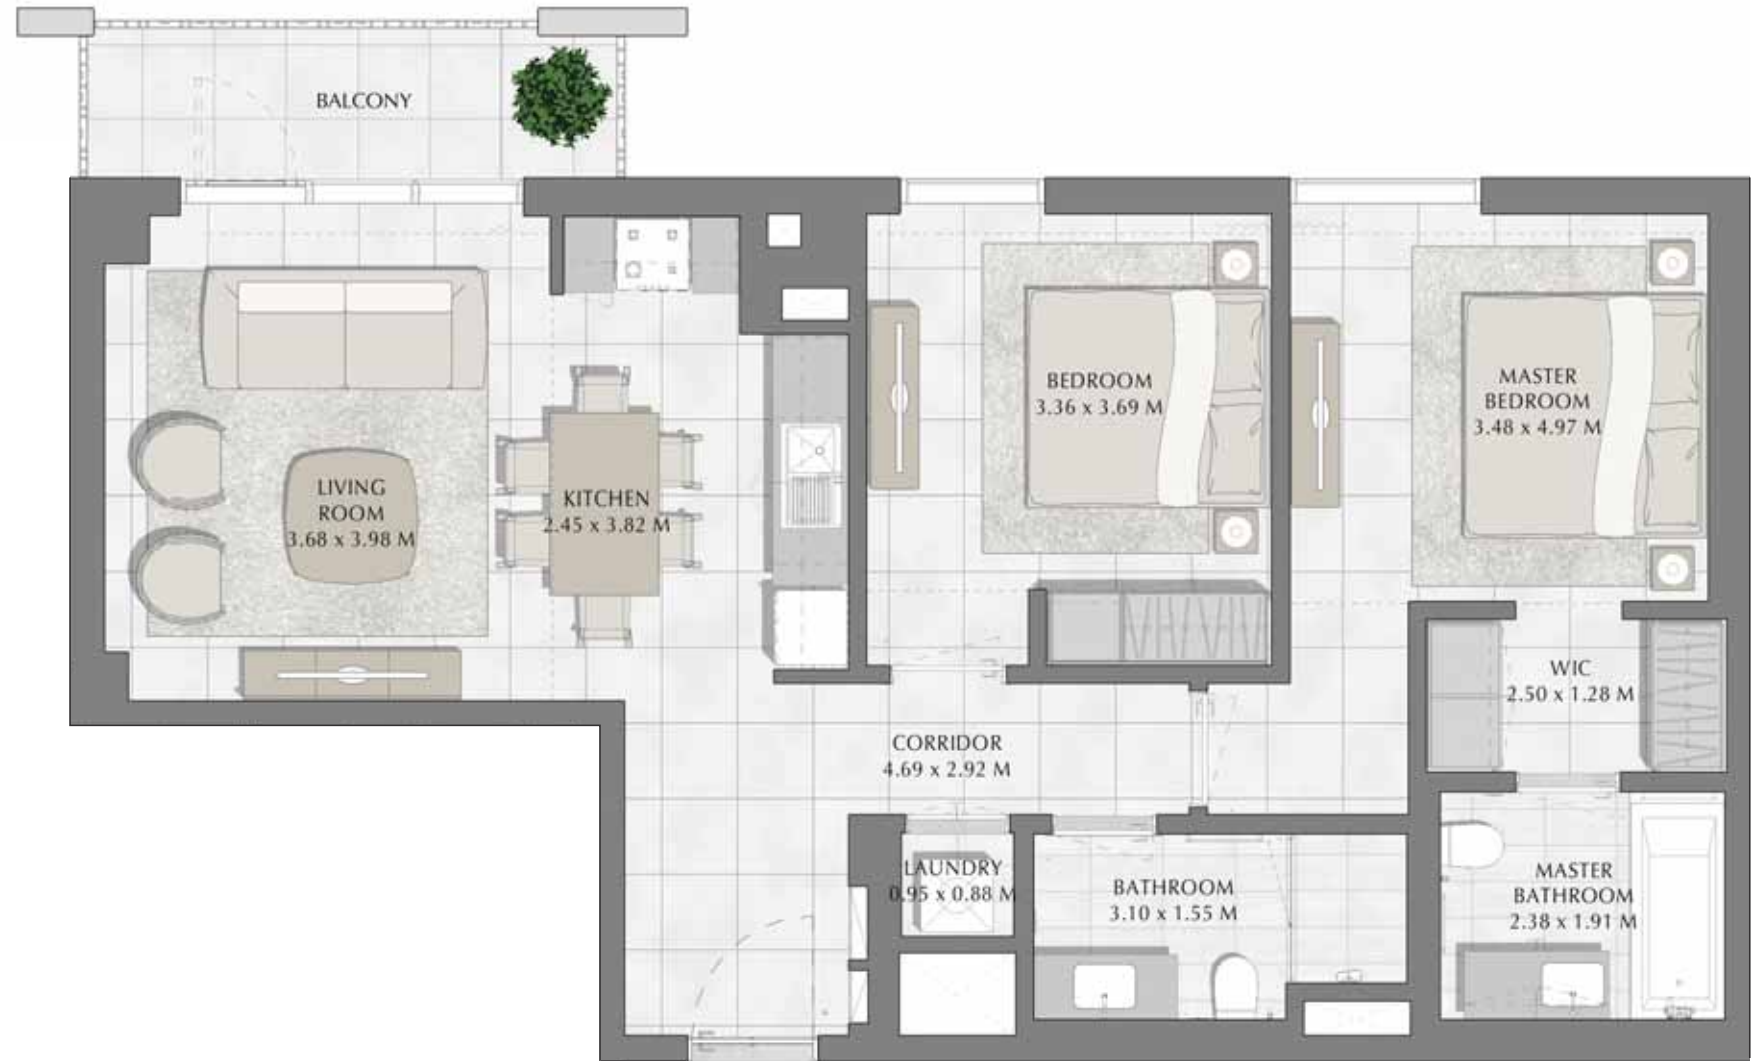 BALCONY
LIVING
ROOM
3.68 x 3.98 M
KITCHEN
2.45 x 3.82 M
BEDROOM
3.36 x 3.69 M
MASTER
BEDROOM
3.48 x 4.97 M
WIC
2.50 x 1.28 M
CORRIDOR
4.69 x 2.92 M
LAUNDRY
0.95 x 0.88 M
BATHROOM
3.10 x 1.55 M
MASTER
BATHROOM
2.38 x 1.91 M